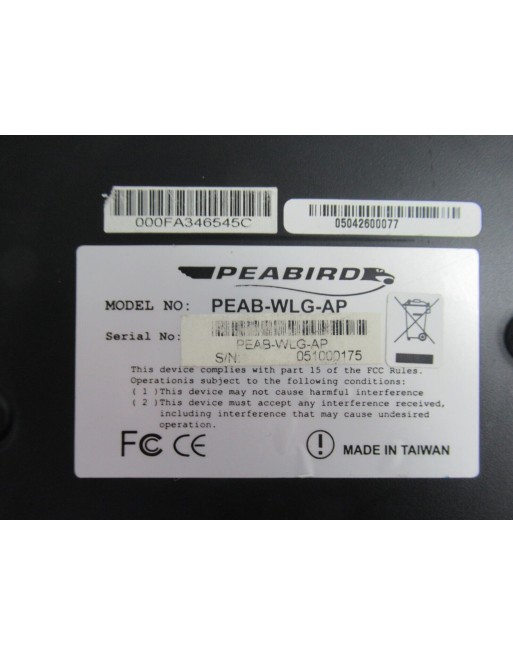 000FA346545C
05042600077
PEABIRD
MODEL NO: PEAB-WLG-AP
Serial No:
PEAB-WLG-AP
S/N: 051000175
This device complies with part 15 of the FCC Rules.
Operationis subject to the following conditions:
( 1 ) This device may not cause harmful interference
( 2 ) This device must accept any interference received,
including interference that may cause undesired
operation.
FC CE
MADE IN TAIWAN